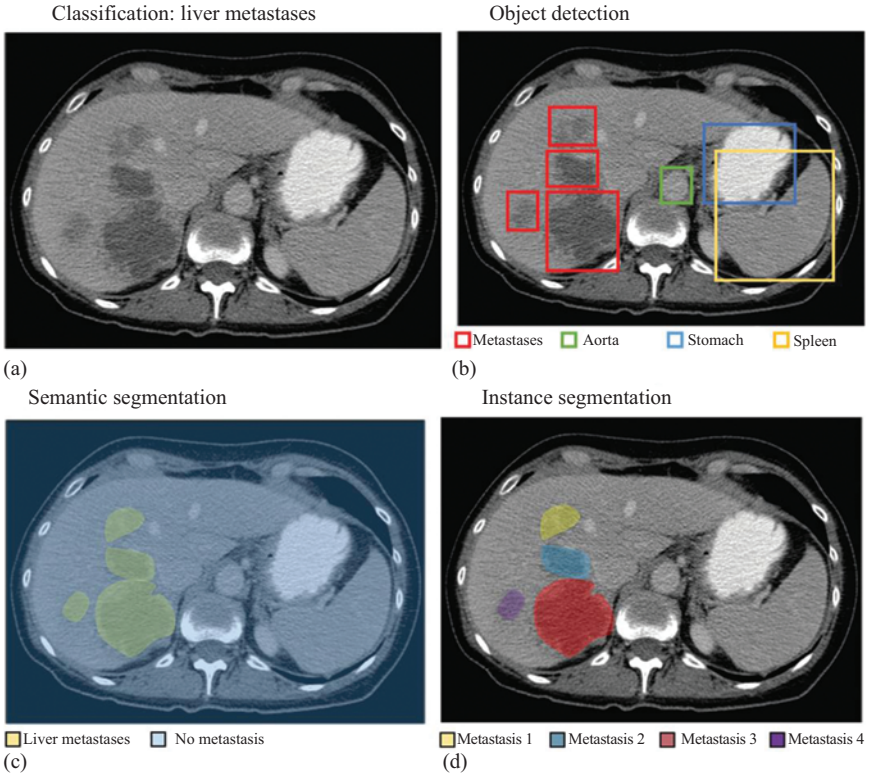 Classification: liver metastases
Object detection
Metastases
Aorta
Stomach
Spleen
(a)
(b)
Semantic segmentation
Instance segmentation
Liver metastases
No metastasis
Metastasis 1
Metastasis 2
Metastasis 3
Metastasis 4
(c)
(d)